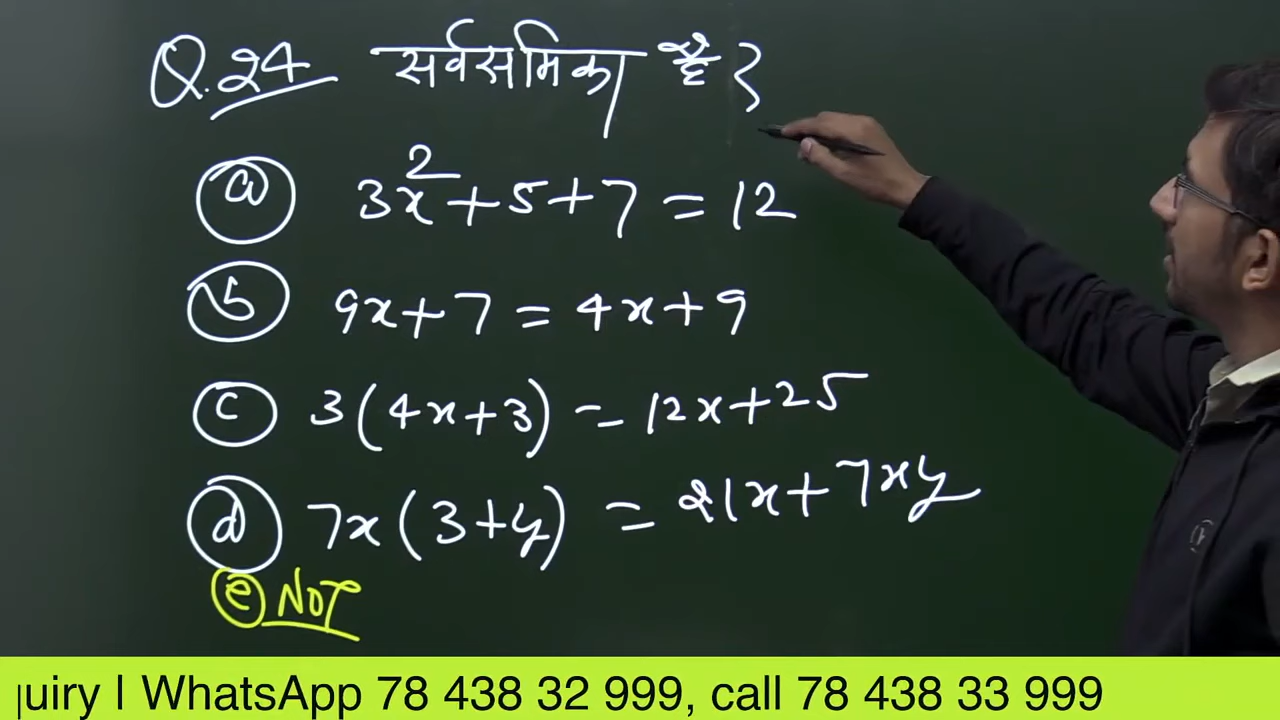 Q.24 सर्वसमिका है ?
(a) 3x² + 5 + 7 = 12
(b) 9x + 7 = 4x + 9
(c) 3(4x + 3) = 12x + 25
(d) 7x(3 + y) = 21x + 7xy
(e) NOT
quiry | WhatsApp 78 438 32 999, call 78 438 33 999